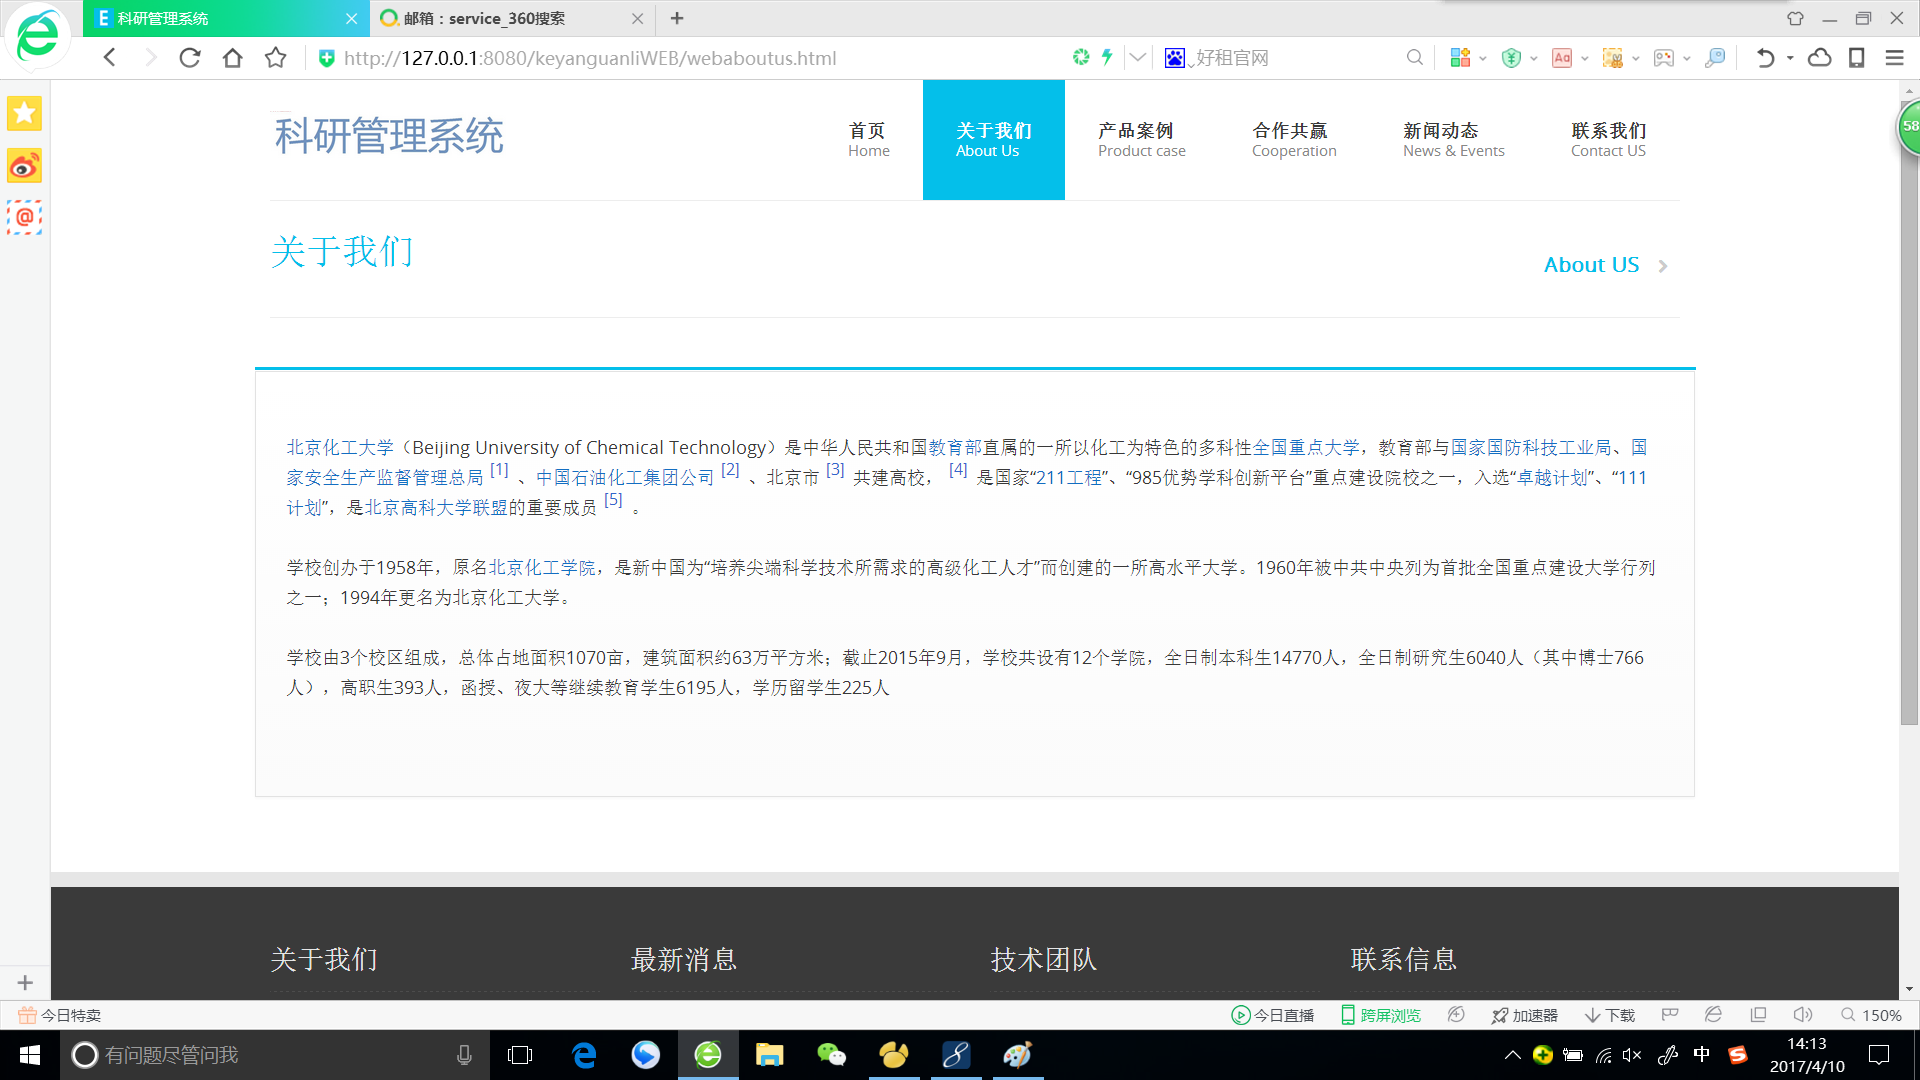 科研管理系统
邮箱：service_360搜索
http://127.0.0.1:8080/keyanguanliWEB/webaboutus.html
好租官网
58
科研管理系统
首页 关于我们 产品案例 合作共赢 新闻动态 联系我们
Home About Us Product case Cooperation News & Events Contact US
关于我们
About US
北京化工大学（Beijing University of Chemical Technology）是中华人民共和国教育部直属的一所以化工为特色的多科性全国重点大学，教育部与国家国防科技工业局、国
家安全生产监督管理总局 [1] 、中国石油化工集团公司 [2] 、北京市 [3] 共建高校， [4] 是国家“211工程”、“985优势学科创新平台”重点建设院校之一，入选“卓越计划”、“111
计划”，是北京高科大学联盟的重要成员 [5] 。
学校创办于1958年，原名北京化工学院，是新中国为“培养尖端科学技术所需求的高级化工人才”而创建的一所高水平大学。1960年被中共中央列为首批全国重点建设大学行列
之一；1994年更名为北京化工大学。
学校由3个校区组成，总体占地面积1070亩，建筑面积约63万平方米；截止2015年9月，学校共设有12个学院，全日制本科生14770人，全日制研究生6040人（其中博士766
人），高职生393人，函授、夜大等继续教育学生6195人，学历留学生225人
关于我们 最新消息 技术团队 联系信息
今日特卖 今日直播 跨屏浏览 加速器 下载 150%
有问题尽管问我
中
14:13
2017/4/10